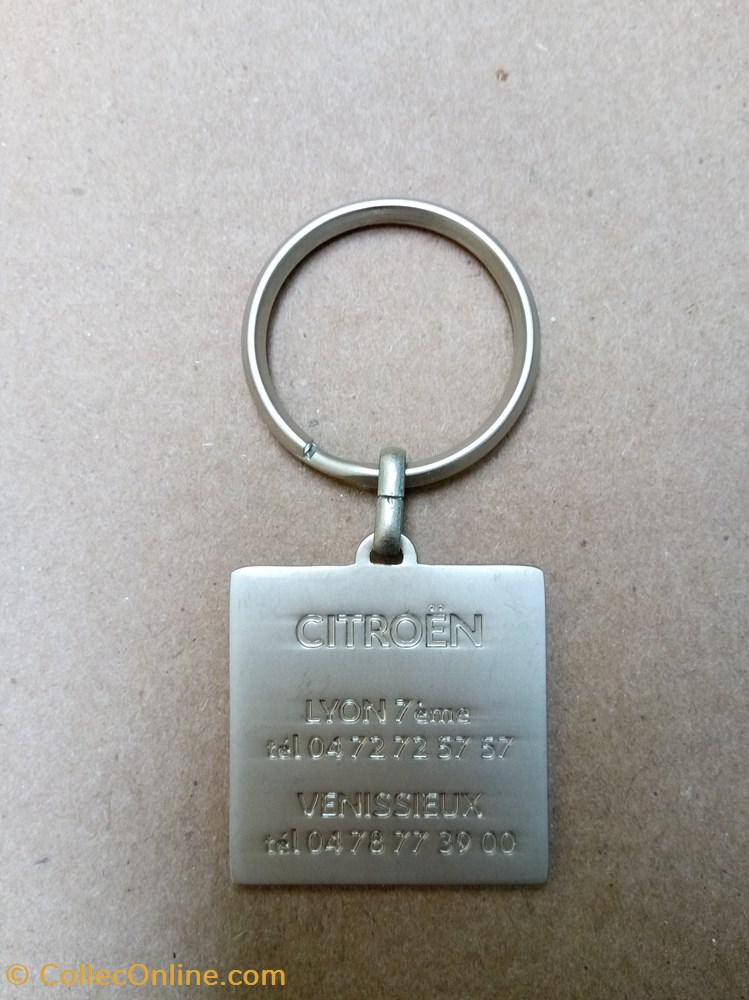 CITROËN
LYON 7ème
tél 04 72 72 57 57
VENISSIEUX
tél 04 78 77 39 00
© CollecOnline.com